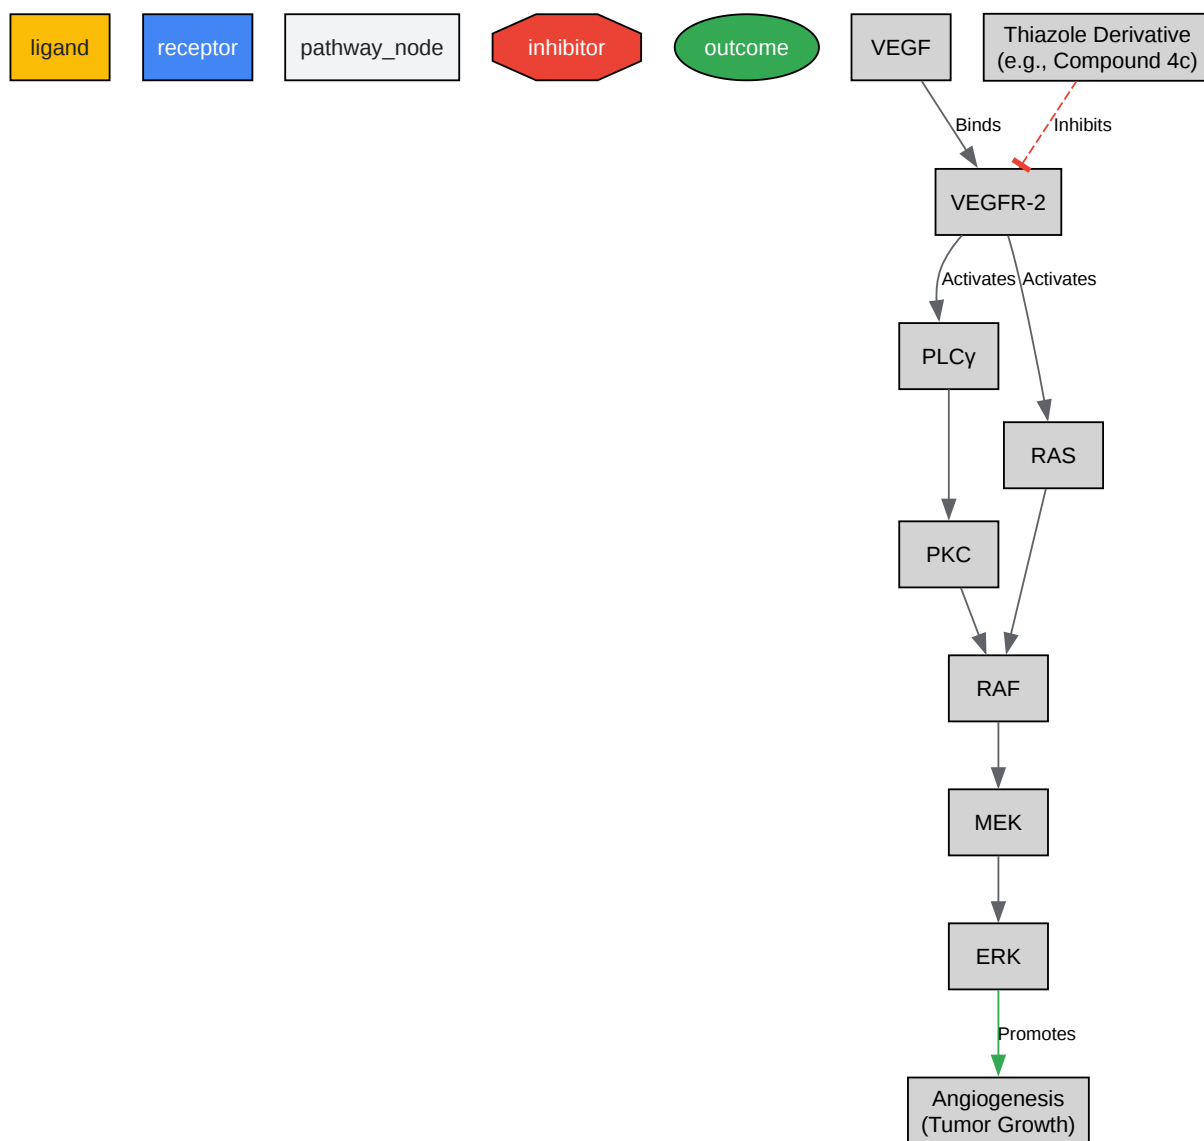 ligand
receptor
pathway_node
inhibitor
outcome
VEGF
Thiazole Derivative
(e.g., Compound 4c)
Binds
Inhibits
VEGFR-2
Activates
Activates
PLCγ
RAS
PKC
RAF
MEK
ERK
Promotes
Angiogenesis
(Tumor Growth)